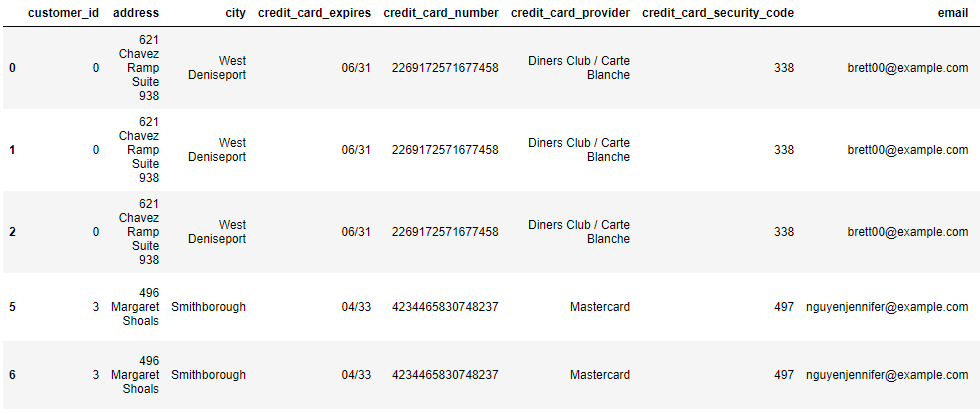 customer_id address city credit_card_expires credit_card_number credit_card_provider credit_card_security_code email
0 0 621 Chavez Ramp Suite 938 West Deniseport 06/31 2269172571677458 Diners Club / Carte Blanche 338 brett00@example.com
1 0 621 Chavez Ramp Suite 938 West Deniseport 06/31 2269172571677458 Diners Club / Carte Blanche 338 brett00@example.com
2 0 621 Chavez Ramp Suite 938 West Deniseport 06/31 2269172571677458 Diners Club / Carte Blanche 338 brett00@example.com
5 3 496 Margaret Shoals Smithborough 04/33 4234465830748237 Mastercard 497 nguyenjennifer@example.com
6 3 496 Margaret Shoals Smithborough 04/33 4234465830748237 Mastercard 497 nguyenjennifer@example.com